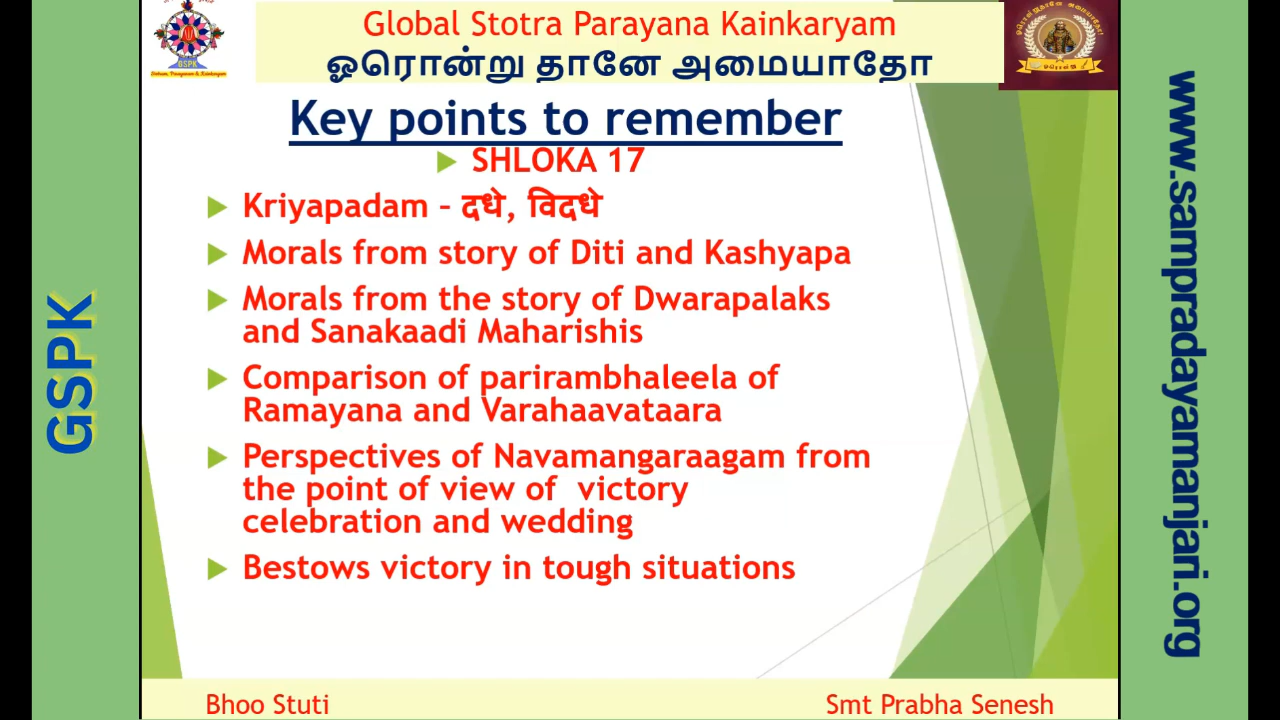 Global Stotra Parayana Kainkaryam
ஓரொன்று தானே அமையாதோ
Key points to remember
SHLOKA 17
Kriyapadam – दधे, विदधे
Morals from story of Diti and Kashyapa
Morals from the story of Dwarapalaks
and Sanakaadi Maharishis
Comparison of parirambhaleela of
Ramayana and Varahaavataara
Perspectives of Navamangaraagam from
the point of view of victory
celebration and wedding
Bestows victory in tough situations
Bhoo Stuti
Smt Prabha Senesh
GSPK
www.sampradayamanjari.org
GSPK